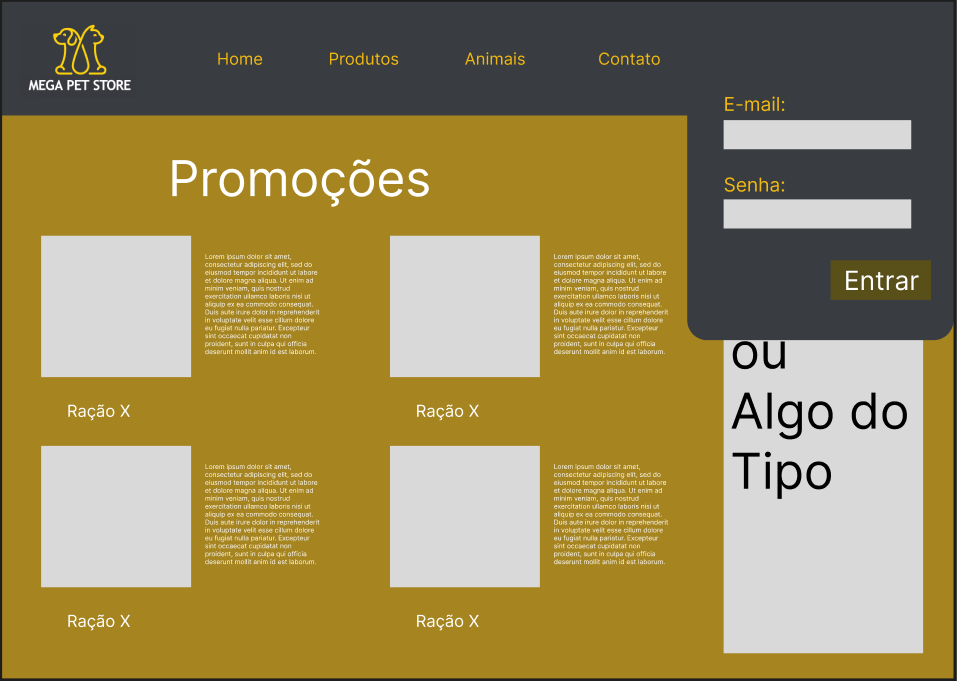 MEGA PET STORE
Home
Produtos
Animais
Contato
E-mail:
Senha:
Entrar
Promoções
Lorem ipsum dolor sit amet,
consectetur adipiscing elit, sed do
eiusmod tempor incididunt ut labore
et dolore magna aliqua. Ut enim ad
minim veniam, quis nostrud
exercitation ullamco laboris nisi ut
aliquip ex ea commodo consequat.
Duis aute irure dolor in reprehenderit
in voluptate velit esse cillum dolore
eu fugiat nulla pariatur. Excepteur
sint occaecat cupidatat non
proident, sunt in culpa qui officia
deserunt mollit anim id est laborum.
Ração X
Lorem ipsum dolor sit amet,
consectetur adipiscing elit, sed do
eiusmod tempor incididunt ut labore
et dolore magna aliqua. Ut enim ad
minim veniam, quis nostrud
exercitation ullamco laboris nisi ut
aliquip ex ea commodo consequat.
Duis aute irure dolor in reprehenderit
in voluptate velit esse cillum dolore
eu fugiat nulla pariatur. Excepteur
sint occaecat cupidatat non
proident, sunt in culpa qui officia
deserunt mollit anim id est laborum.
Ração X
Lorem ipsum dolor sit amet,
consectetur adipiscing elit, sed do
eiusmod tempor incididunt ut labore
et dolore magna aliqua. Ut enim ad
minim veniam, quis nostrud
exercitation ullamco laboris nisi ut
aliquip ex ea commodo consequat.
Duis aute irure dolor in reprehenderit
in voluptate velit esse cillum dolore
eu fugiat nulla pariatur. Excepteur
sint occaecat cupidatat non
proident, sunt in culpa qui officia
deserunt mollit anim id est laborum.
Ração X
Lorem ipsum dolor sit amet,
consectetur adipiscing elit, sed do
eiusmod tempor incididunt ut labore
et dolore magna aliqua. Ut enim ad
minim veniam, quis nostrud
exercitation ullamco laboris nisi ut
aliquip ex ea commodo consequat.
Duis aute irure dolor in reprehenderit
in voluptate velit esse cillum dolore
eu fugiat nulla pariatur. Excepteur
sint occaecat cupidatat non
proident, sunt in culpa qui officia
deserunt mollit anim id est laborum.
Ração X
ou
Algo do
Tipo